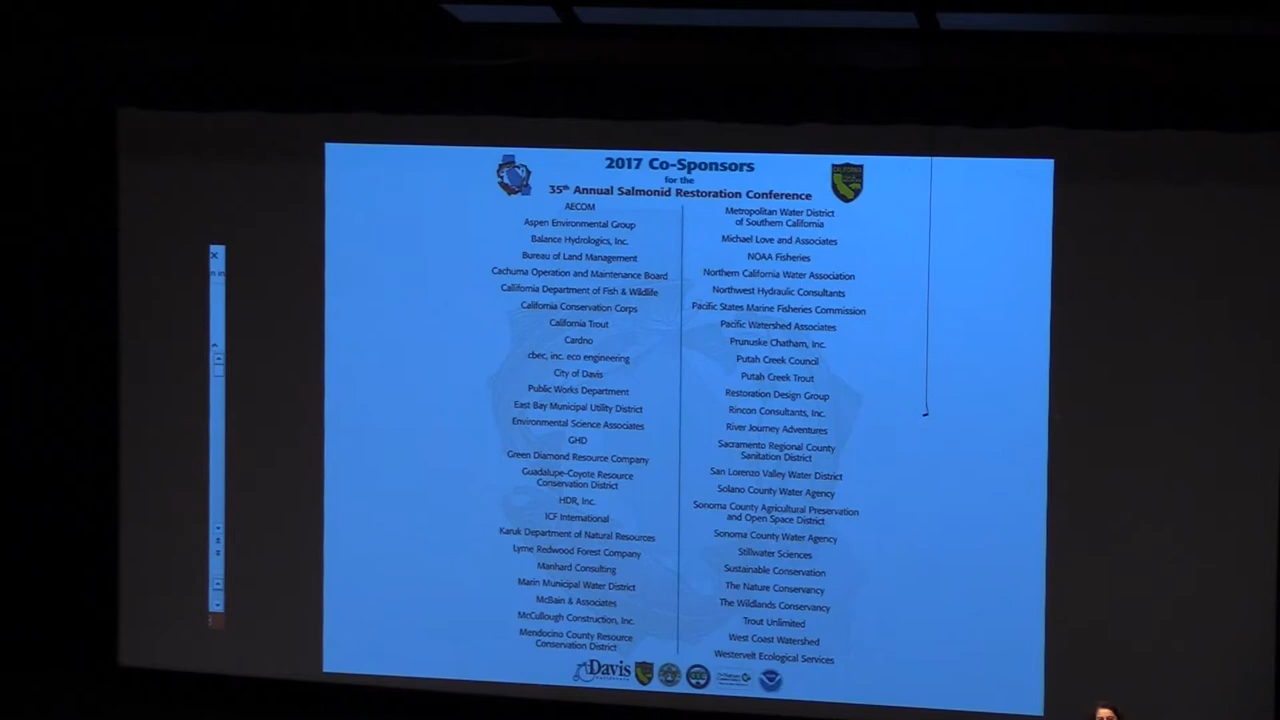 2017 Co-Sponsors
for the
35th Annual Salmonid Restoration Conference
AECOM
Aspen Environmental Group
Balance Hydrologics, Inc.
Bureau of Land Management
Cachuma Operation and Maintenance Board
California Department of Fish & Wildlife
California Conservation Corps
California Trout
Cardno
cbec, inc. eco engineering
City of Davis
Public Works Department
East Bay Municipal Utility District
Environmental Science Associates
GHD
Green Diamond Resource Company
Guadalupe-Coyote Resource
Conservation District
HDR, Inc.
ICF International
Karuk Department of Natural Resources
Lyme Redwood Forest Company
Manhard Consulting
Marin Municipal Water District
McBain & Associates
McCullough Construction, Inc.
Mendocino County Resource
Conservation District
Metropolitan Water District
of Southern California
Michael Love and Associates
NOAA Fisheries
Northern California Water Association
Northwest Hydraulic Consultants
Pacific States Marine Fisheries Commission
Pacific Watershed Associates
Prunuske Chatham, Inc.
Putah Creek Council
Putah Creek Trout
Restoration Design Group
Rincon Consultants, Inc.
River Journey Adventures
Sacramento Regional County
Sanitation District
San Lorenzo Valley Water District
Solano County Water Agency
Sonoma County Agricultural Preservation
and Open Space District
Sonoma County Water Agency
Stillwater Sciences
Sustainable Conservation
The Nature Conservancy
The Wildlands Conservancy
Trout Unlimited
West Coast Watershed
Westervelt Ecological Services
CALIFORNIA
Davis